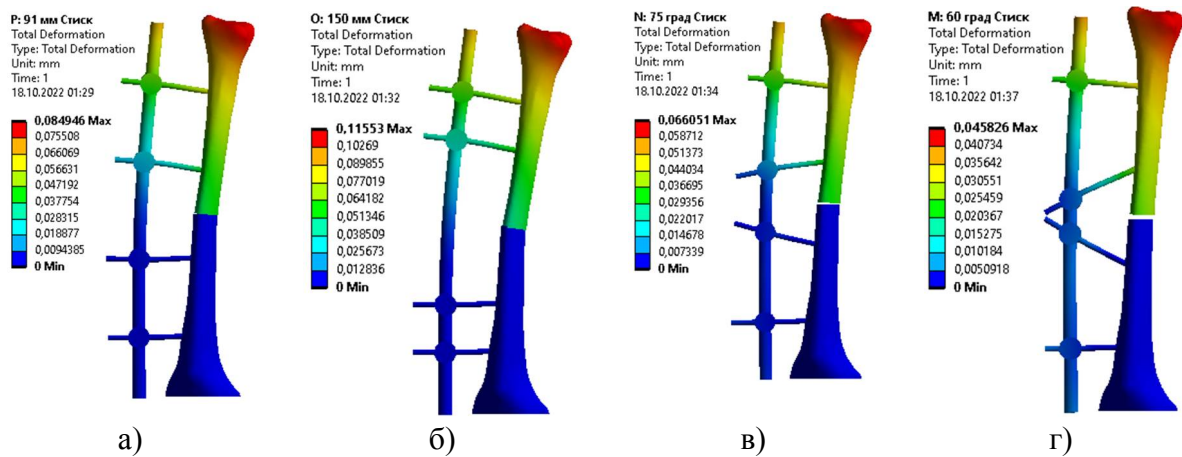 P: 91 мм Стиск
Total Deformation
Type: Total Deformation
Unit: mm
Time: 1
18.10.2022 01:29
0,084946 Max
0,075508
0,066069
0,056631
0,047192
0,037754
0,028315
0,018877
0,0094385
0 Min
а)
O: 150 мм Стиск
Total Deformation
Type: Total Deformation
Unit: mm
Time: 1
18.10.2022 01:32
0,11553 Max
0,10269
0,089855
0,077019
0,064182
0,051346
0,038509
0,025673
0,012836
0 Min
б)
N: 75 град Стиск
Total Deformation
Type: Total Deformation
Unit: mm
Time: 1
18.10.2022 01:34
0,066051 Max
0,058712
0,051373
0,044034
0,036695
0,029356
0,022017
0,014678
0,007339
0 Min
в)
M: 60 град Стиск
Total Deformation
Type: Total Deformation
Unit: mm
Time: 1
18.10.2022 01:37
0,045826 Max
0,040734
0,035642
0,030551
0,025459
0,020367
0,015275
0,010184
0,0050918
0 Min
г)